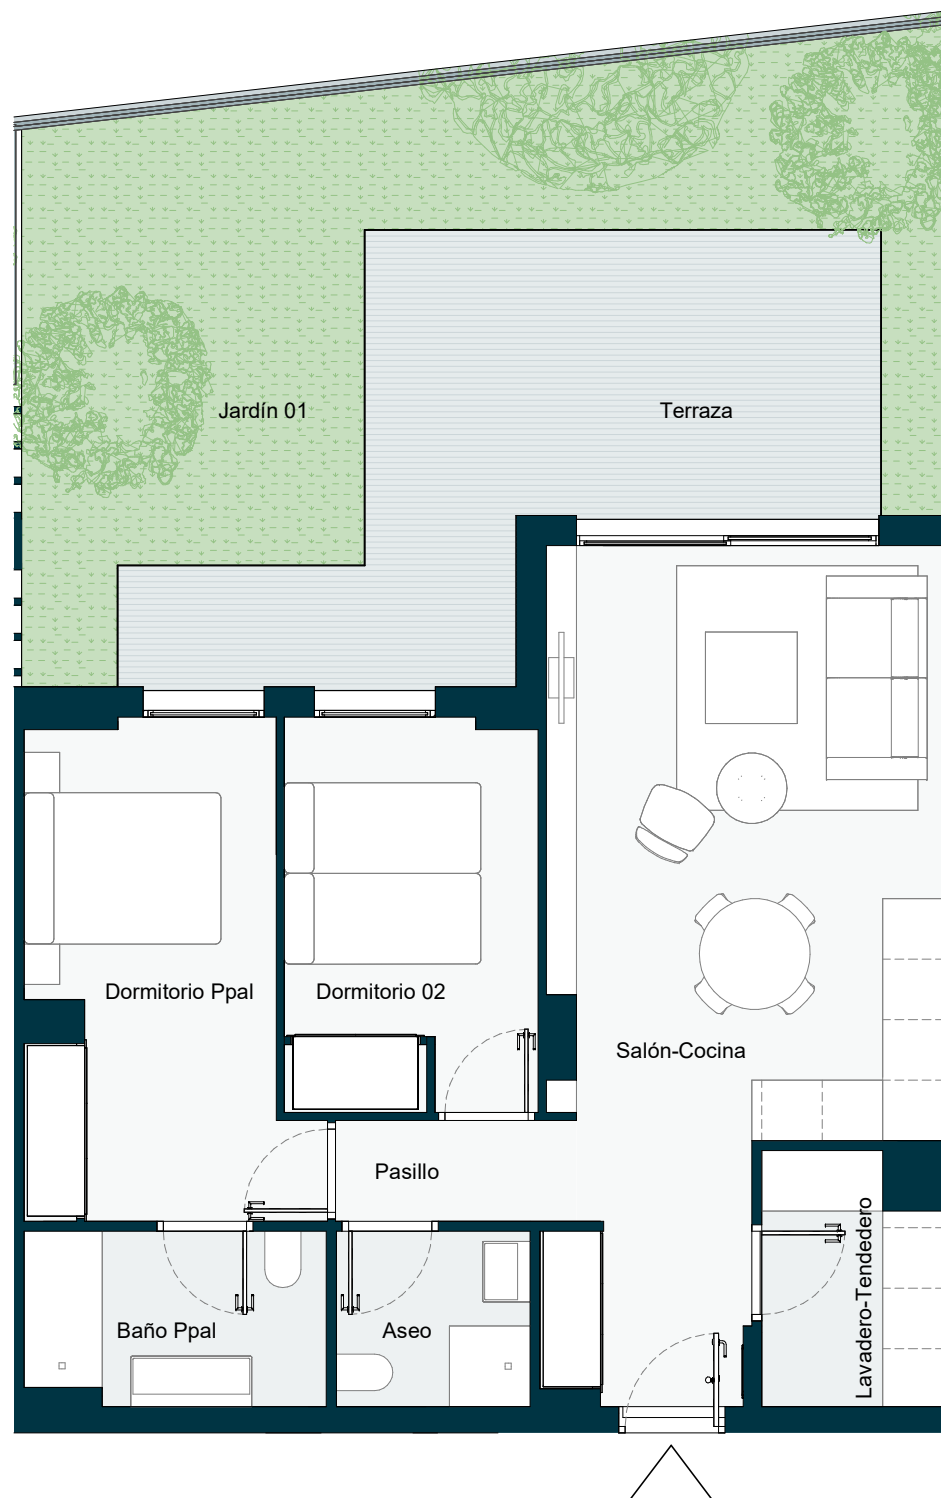 Jardín 01
Terraza
Dormitorio Ppal
Dormitorio 02
Salón-Cocina
Pasillo
Lavadero-Tendedero
Baño Ppal
Aseo